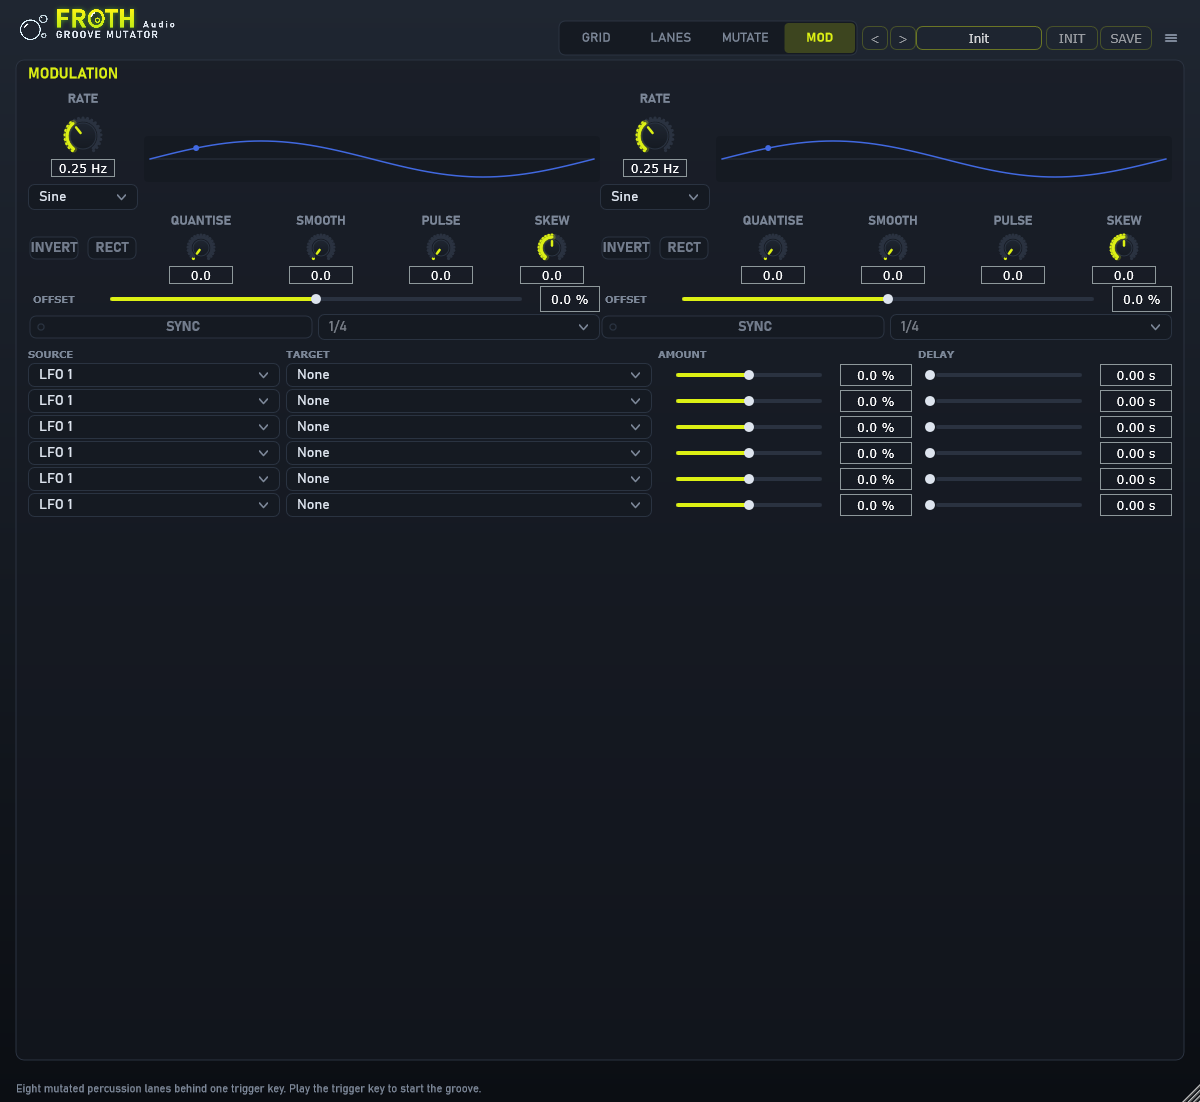 FROTH Audio
GROOVE MUTATOR
GRID LANES MUTATE MOD < > Init INIT SAVE
MODULATION
RATE RATE
0.25 Hz 0.25 Hz
Sine Sine
QUANTISE SMOOTH PULSE SKEW QUANTISE SMOOTH PULSE SKEW
INVERT RECT INVERT RECT
0.0 0.0 0.0 0.0 0.0 0.0 0.0 0.0
OFFSET 0.0 % OFFSET 0.0 %
SYNC 1/4 SYNC 1/4
SOURCE TARGET AMOUNT DELAY
LFO 1 None 0.0 % 0.00 s
LFO 1 None 0.0 % 0.00 s
LFO 1 None 0.0 % 0.00 s
LFO 1 None 0.0 % 0.00 s
LFO 1 None 0.0 % 0.00 s
LFO 1 None 0.0 % 0.00 s
Eight mutated percussion lanes behind one trigger key. Play the trigger key to start the groove.